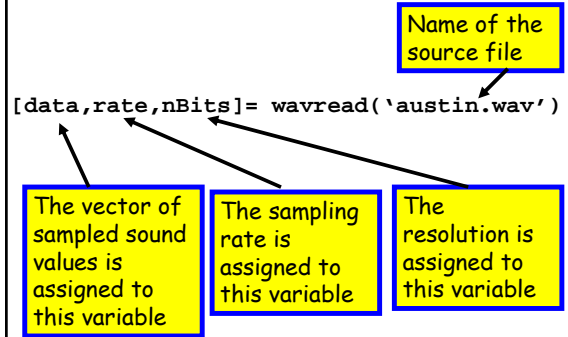 Name of the
source file
[data,rate,nBits]= wavread(‘austin.wav’)
The vector of
sampled sound
values is
assigned to
this variable
The sampling
rate is
assigned to
this variable
The
resolution is
assigned to
this variable